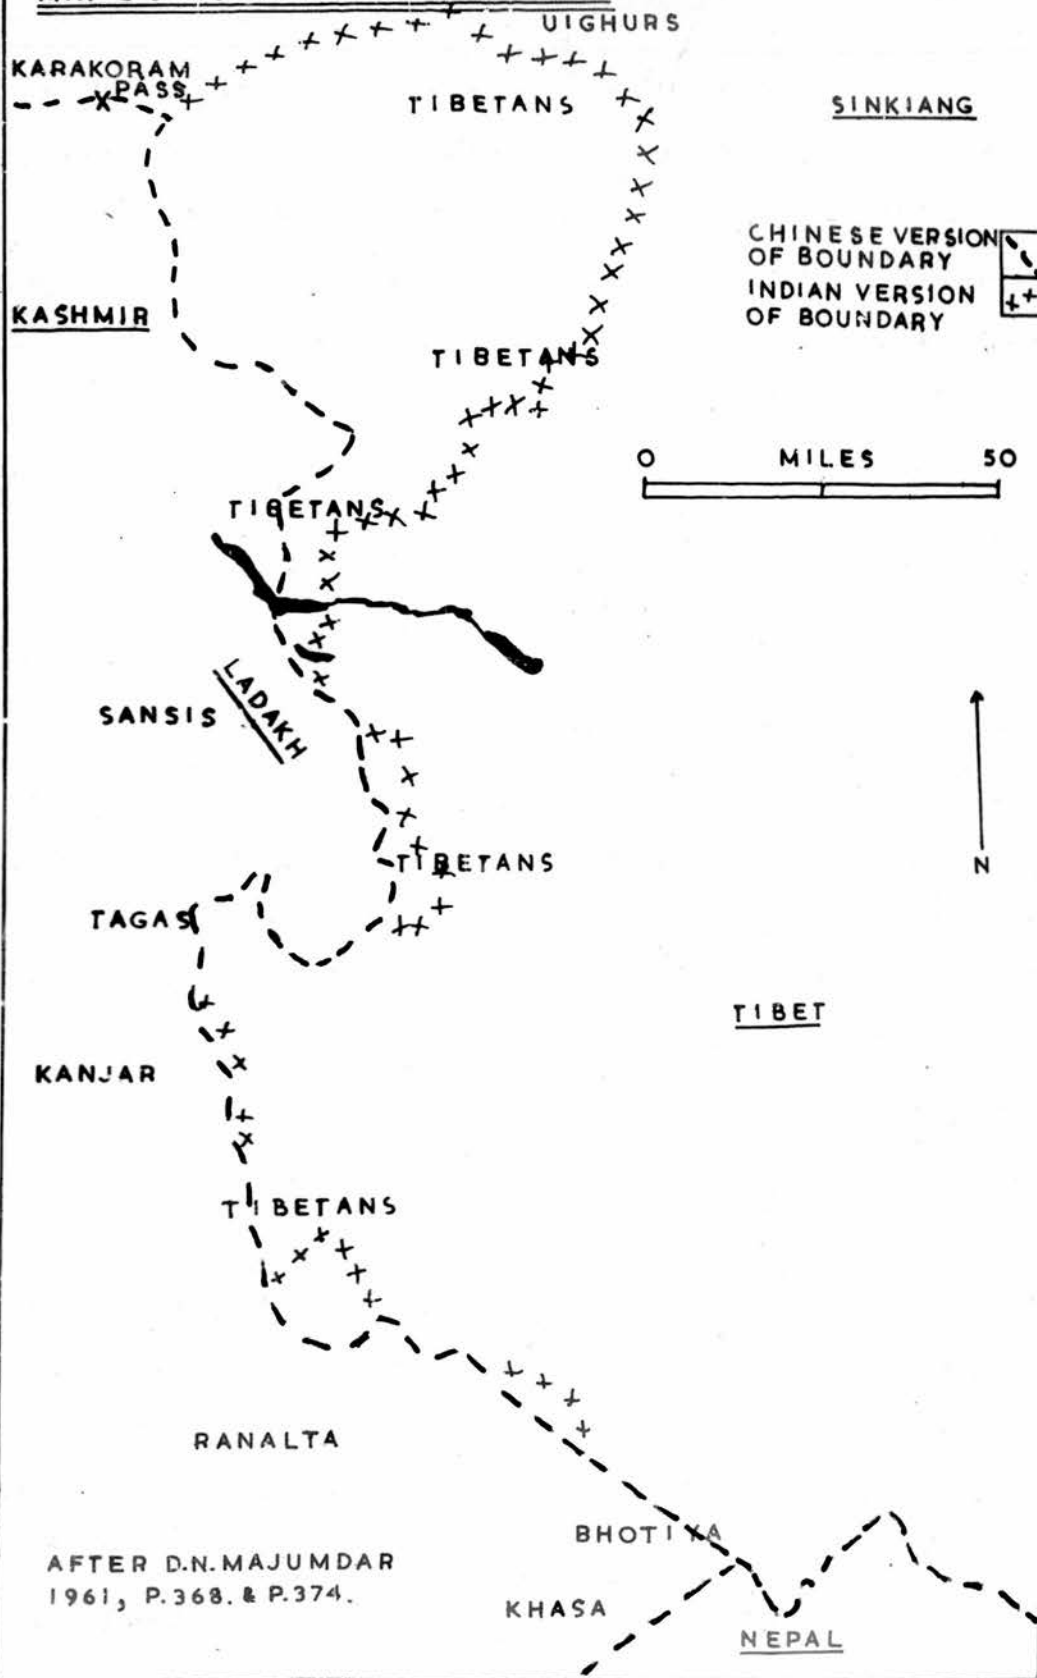 UIGHURS
KARAKORAM
PASS
TIBETANS
SINKIANG
CHINESE VERSION
OF BOUNDARY
INDIAN VERSION
OF BOUNDARY
KASHMIR
TIBETANS
0 MILES 50
TIBETANS
LADAKH
SANSIS
N
TIBETANS
TAGAS
TIBET
KANJAR
TIBETANS
RANALTA
BHOTIYA
AFTER D.N.MAJUMDAR
1961, P.368. & P.374.
KHASA
NEPAL